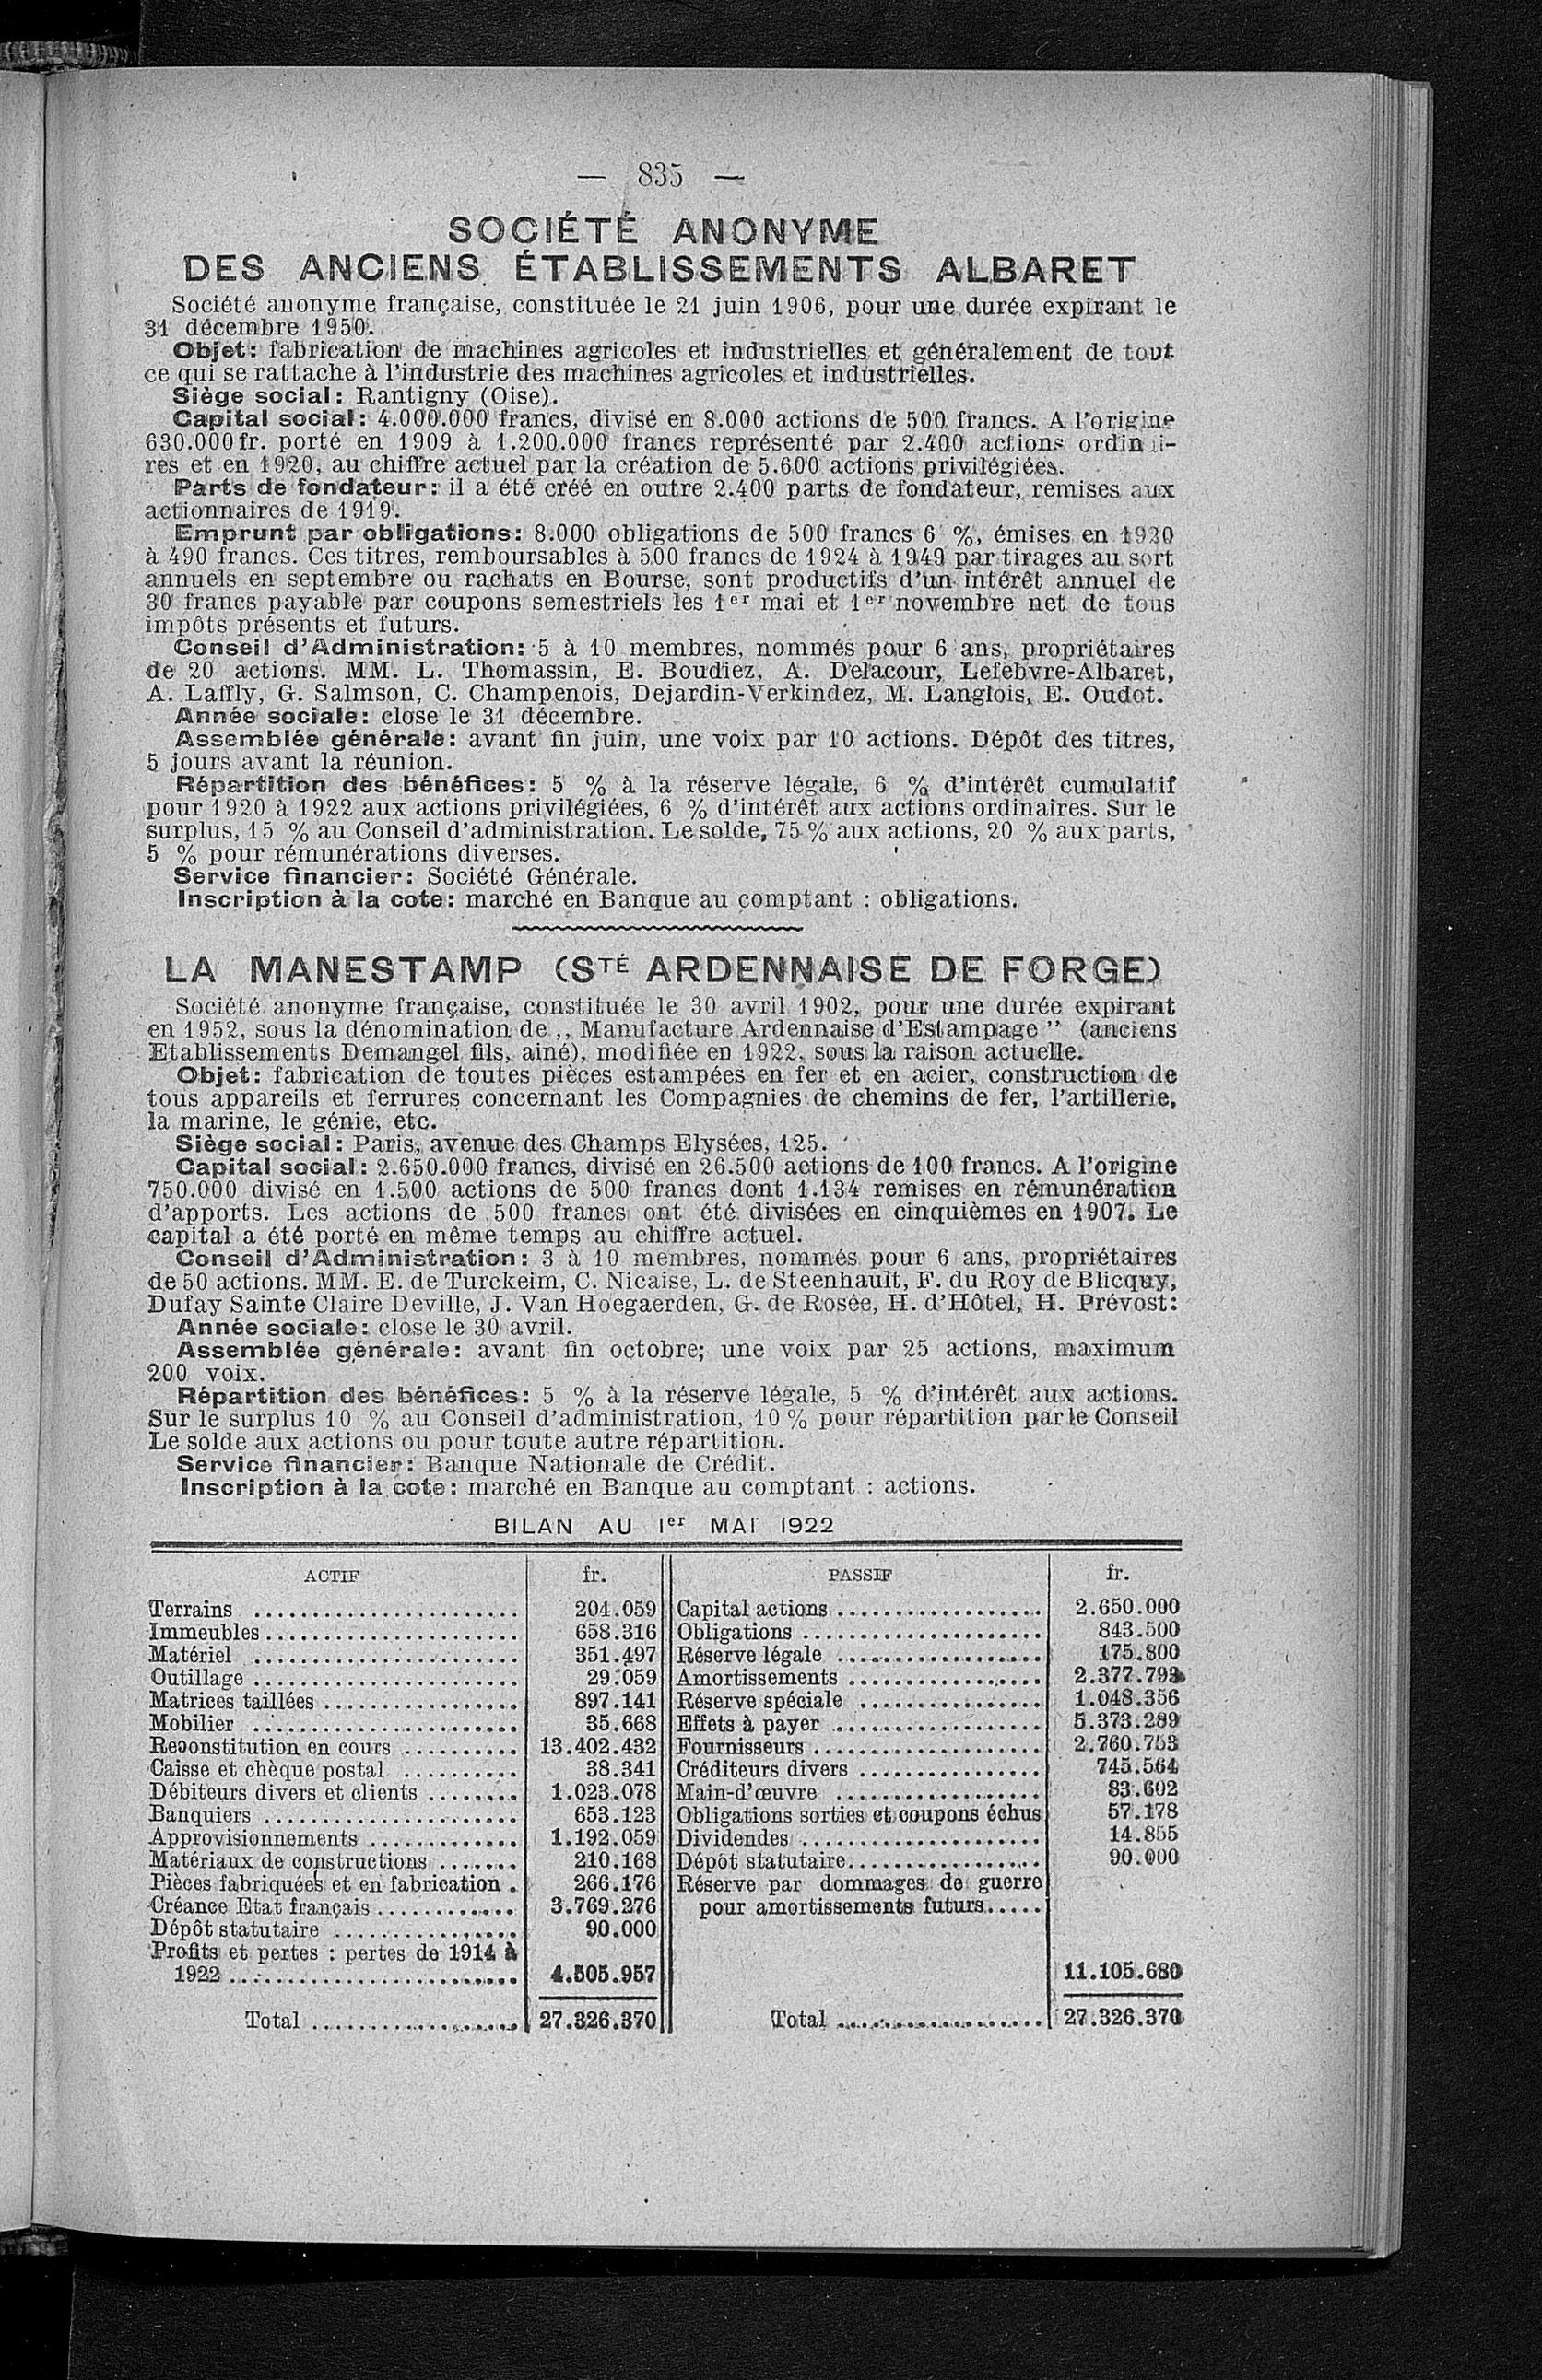 — 835 —
SOCIÉTÉ ANONYME
DES ANCIENS ÉTABLISSEMENTS ALBARET
Société anonyme française, constituée le 21 juin 1906, pour une durée expirant le
31 décembre 1950.
Objet: fabrication de machines agricoles et industrielles et généralement de tout
ce qui se rattache à l'industrie des machines agricoles et industrielles.
Siège social: Rantigny (Oise).
Capital social: 4.000.000 francs, divisé en 8.000 actions de 500 francs. A l'origine
630.000 fr. porté en 1909 à 1.200.000 francs représenté par 2.400 actions ordinai-
res et en 1920, au chiffre actuel par la création de 5.600 actions privilégiées.
Parts de fondateur: il a été créé en outre 2.400 parts de fondateur, remises aux
actionnaires de 1919.
Emprunt par obligations: 8.000 obligations de 500 francs 6 %, émises en 1920
à 490 francs. Ces titres, remboursables à 500 francs de 1924 à 1949 par tirages au sort
annuels en septembre ou rachats en Bourse, sont productifs d'un intérêt annuel de
30 francs payable par coupons semestriels les 1er mai et 1er novembre net de tous
impôts présents et futurs.
Conseil d'Administration: 5 à 10 membres, nommés pour 6 ans, propriétaires
de 20 actions. MM. L. Thomassin, E. Boudiez, A. Delacour, Lefebvre-Albaret,
A. Laffly, G. Salmson, C. Champenois, Dejardin-Verkindez, M. Langlois, E. Oudot.
Année sociale: close le 31 décembre.
Assemblée générale: avant fin juin, une voix par 10 actions. Dépôt des titres,
5 jours avant la réunion.
Répartition des bénéfices: 5 % à la réserve légale, 6 % d'intérêt cumulatif
pour 1920 à 1922 aux actions privilégiées, 6 % d'intérêt aux actions ordinaires. Sur le
surplus, 15 % au Conseil d'administration. Le solde, 75 % aux actions, 20 % aux parts,
5 % pour rémunérations diverses.
Service financier: Société Générale.
Inscription à la cote: marché en Banque au comptant : obligations.
LA MANESTAMP (STÉ ARDENNAISE DE FORGE)
Société anonyme française, constituée le 30 avril 1902, pour une durée expirant
en 1952, sous la dénomination de ,, Manufacture Ardennaise d'Estampage " (anciens
Etablissements Demangel fils, ainé), modifiée en 1922, sous la raison actuelle.
Objet: fabrication de toutes pièces estampées en fer et en acier, construction de
tous appareils et ferrures concernant les Compagnies de chemins de fer, l'artillerie,
la marine, le génie, etc.
Siège social: Paris, avenue des Champs Elysées, 125.
Capital social: 2.650.000 francs, divisé en 26.500 actions de 100 francs. A l'origine
750.000 divisé en 1.500 actions de 500 francs dont 1.134 remises en rémunération
d'apports. Les actions de 500 francs ont été divisées en cinquièmes en 1907. Le
capital a été porté en même temps au chiffre actuel.
Conseil d'Administration: 3 à 10 membres, nommés pour 6 ans, propriétaires
de 50 actions. MM. E. de Turckeim, C. Nicaise, L. de Steenhault, F. du Roy de Blicquy,
Dufay Sainte Claire Deville, J. Van Hoegaerden, G. de Rosée, H. d'Hôtel, H. Prévost:
Année sociale: close le 30 avril.
Assemblée générale: avant fin octobre; une voix par 25 actions, maximum
200 voix.
Répartition des bénéfices: 5 % à la réserve légale, 5 % d'intérêt aux actions.
Sur le surplus 10 % au Conseil d'administration, 10 % pour répartition par le Conseil
Le solde aux actions ou pour toute autre répartition.
Service financier: Banque Nationale de Crédit.
Inscription à la cote: marché en Banque au comptant : actions.
BILAN AU 1er MAI 1922
ACTIF fr. PASSIF fr.
Terrains ........ 204.059 Capital actions ........ 2.650.000
Immeubles ........ 658.316 Obligations ........ 843.500
Matériel ........ 351.497 Réserve légale ........ 175.800
Outillage ........ 29.059 Amortissements ........ 2.377.793
Matrices taillées ........ 897.141 Réserve spéciale ........ 1.048.356
Mobilier ........ 35.668 Effets à payer ........ 5.373.289
Reconstitution en cours ........ 13.402.432 Fournisseurs ........ 2.760.753
Caisse et chèque postal ........ 38.341 Créditeurs divers ........ 745.564
Débiteurs divers et clients ........ 1.023.078 Main-d'œuvre ........ 83.602
Banquiers ........ 653.123 Obligations sorties et coupons échus 57.178
Approvisionnements ........ 1.192.059 Dividendes ........ 14.855
Matériaux de constructions ....... 210.168 Dépôt statutaire ........ 90.000
Pièces fabriquées et en fabrication . 266.176 Réserve par dommages de guerre
Créance Etat français ........ 3.769.276 pour amortissements futurs.....
Dépôt statutaire ........ 90.000
Profits et pertes : pertes de 1914 à
1922 ........ 4.505.957 11.105.680
Total ........ 27.326.370 Total ........ 27.326.370